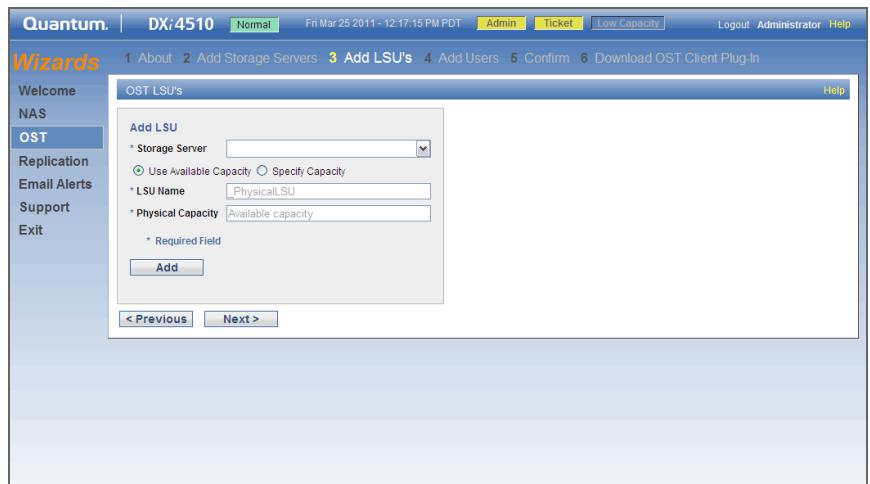 Quantum. DXi4510 Normal Fri Mar 25 2011 - 12:17:15 PM PDT Admin Ticket Low Capacity Logout Administrator Help
Wizards 1 About 2 Add Storage Servers 3 Add LSU's 4 Add Users 5 Confirm 6 Download OST Client Plug-In
Welcome
NAS
OST
Replication
Email Alerts
Support
Exit
OST LSU's Help
Add LSU
* Storage Server
Use Available Capacity Specify Capacity
* LSU Name _PhysicalLSU
* Physical Capacity Available capacity
* Required Field
Add
< Previous Next >